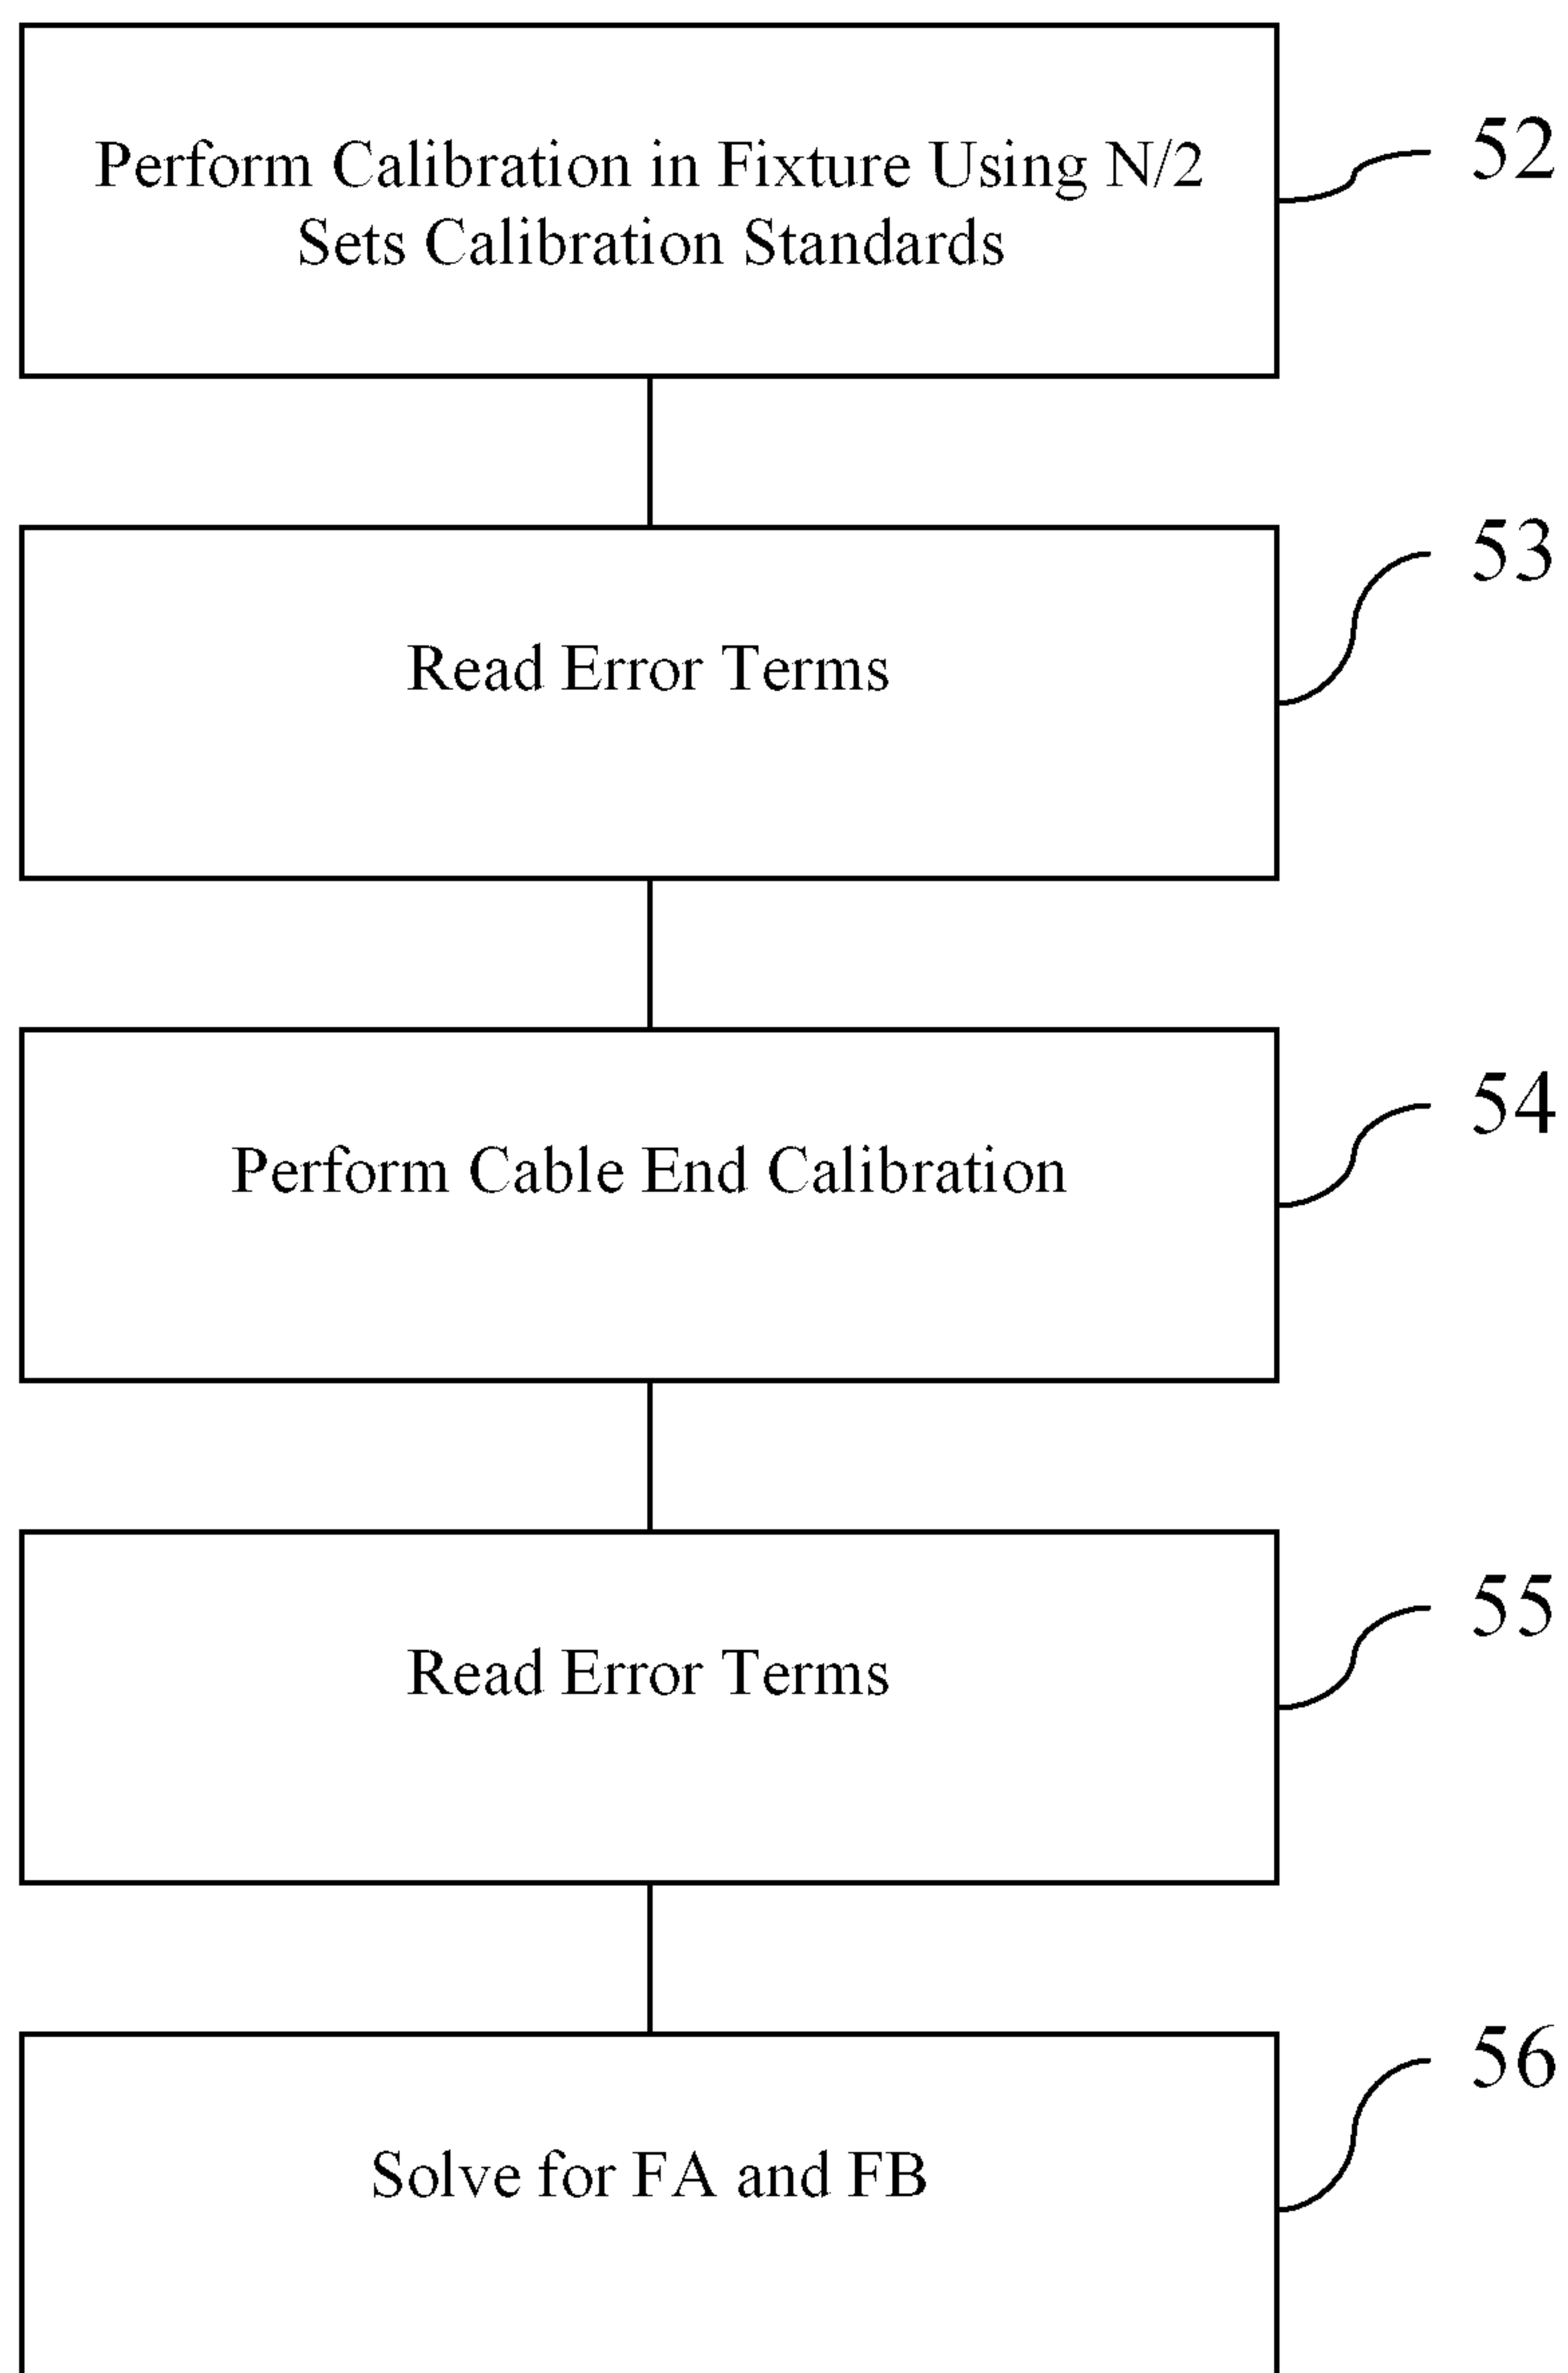 Perform Calibration in Fixture Using N/2
Sets Calibration Standards
52
Read Error Terms
53
Perform Cable End Calibration
54
Read Error Terms
55
Solve for FA and FB
56